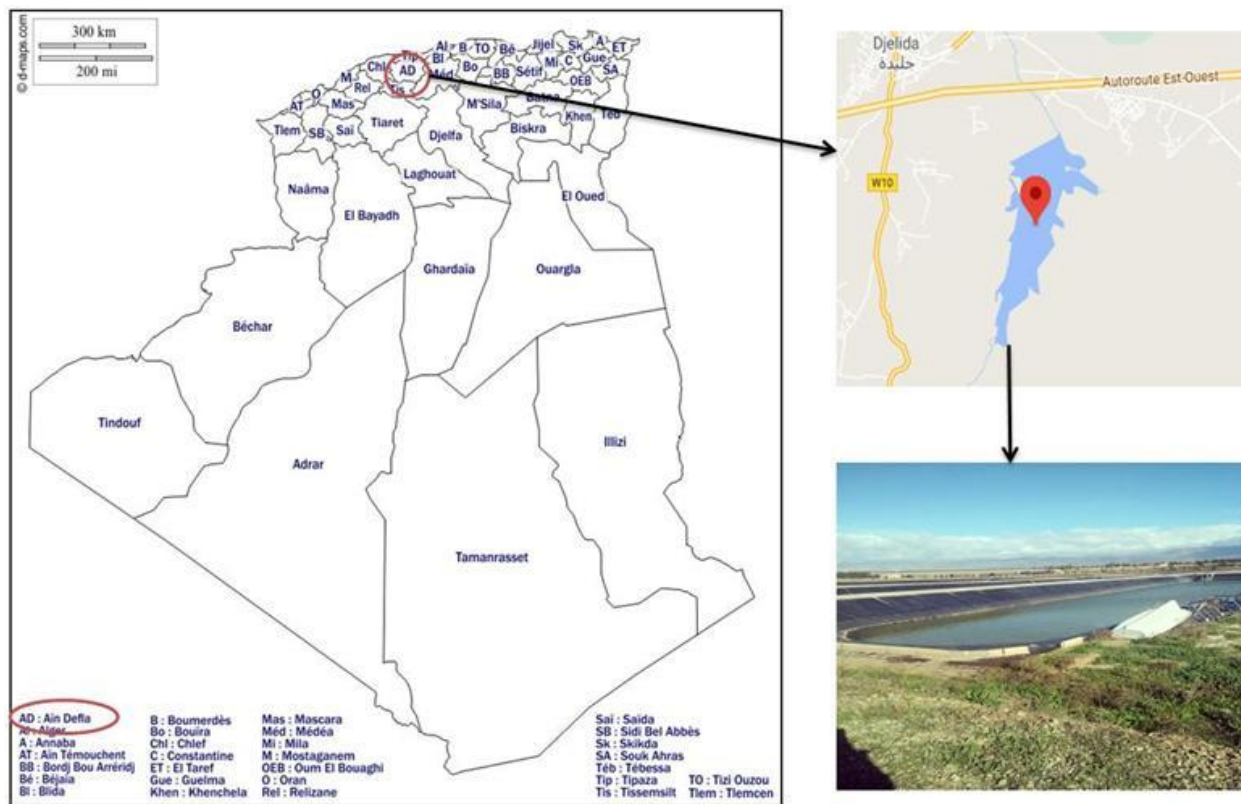 300 km
200 mi
© d-maps.com
Al
B
TO
Bé
Jijel
Sk
A
ET
Tip
Bl
Bo
Mi
C
Gue
Chl
AD
Méd
BB
Sétif
SA
M
Rel
Tis
OEB
O
Mas
M'Sila
Batna
AT
Khen
Téb
Tlem
SB
Saï
Tiaret
Djelfa
Biskra
Laghouat
Naâma
El Oued
El Bayadh
Ghardaïa
Ouargla
Béchar
Tindouf
Adrar
Illizi
Tamanrasset
AD : Aïn Defla
Al : Alger
A : Annaba
AT : Aïn Témouchent
BB : Bordj Bou Arréridj
Bé : Béjaïa
Bl : Blida
B : Boumerdès
Bo : Bouira
Chl : Chlef
C : Constantine
ET : El Taref
Gue : Guelma
Khen : Khenchela
Mas : Mascara
Méd : Médéa
Mi : Mila
M : Mostaganem
OEB : Oum El Bouaghi
O : Oran
Rel : Relizane
Saï : Saïda
SB : Sidi Bel Abbès
Sk : Skikda
SA : Souk Ahras
Téb : Tébessa
Tip : Tipaza
Tis : Tissemsilt
TO : Tizi Ouzou
Tlem : Tlemcen
Djelida
جليدة
Autoroute Est-Ouest
W10